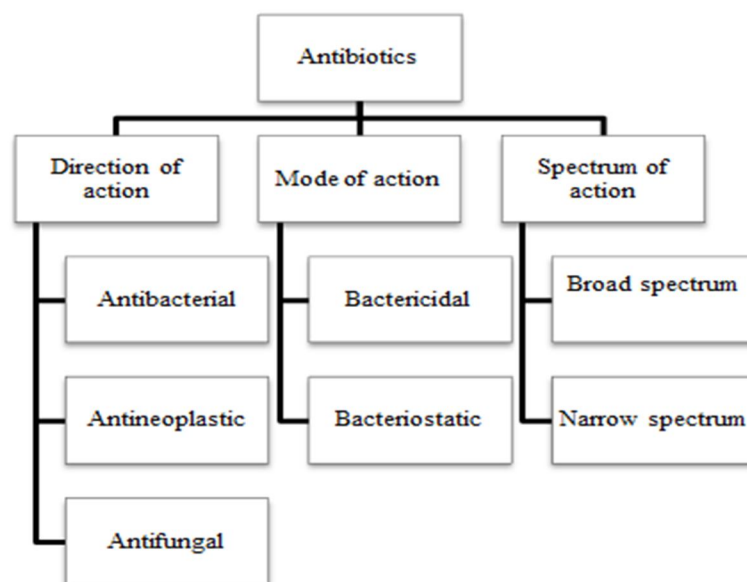 Antibiotics
Direction of
action
Mode of action
Spectrum of
action
Antibacterial
Bactericidal
Broad spectrum
Antineoplastic
Bacteriostatic
Narrow spectrum
Antifungal